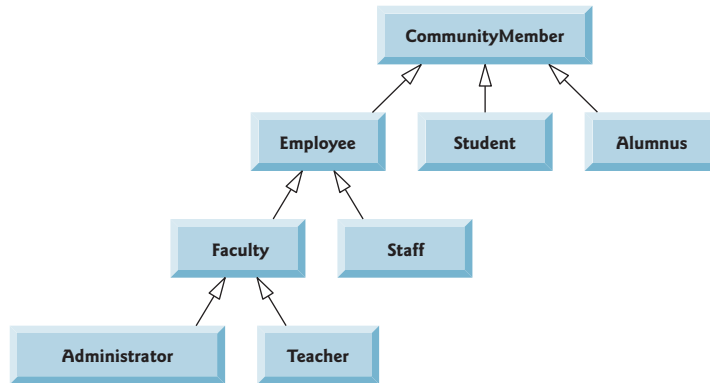 CommunityMember
Employee
Student
Alumnus
Faculty
Staff
Administrator
Teacher